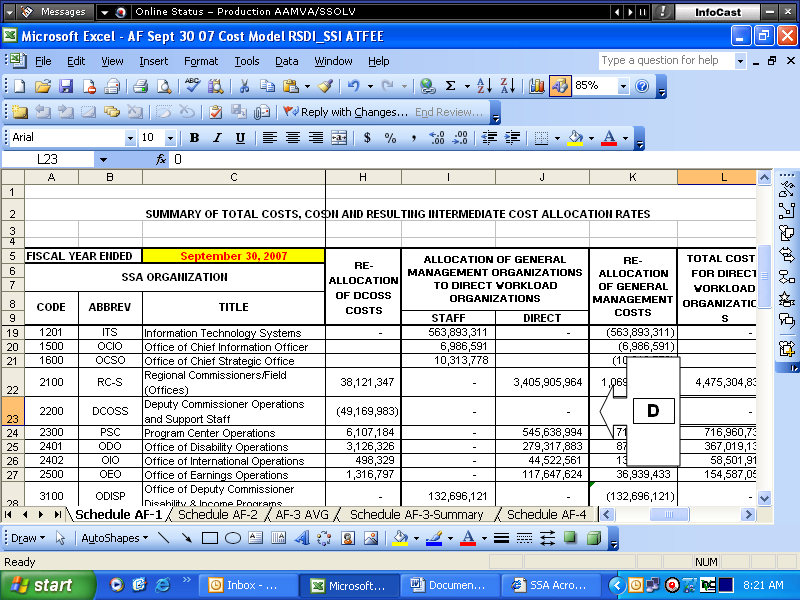 Messages Online Status – Production AAMVA/SSOLV InfoCast
Microsoft Excel - AF Sept 30 07 Cost Model RSDI_SSI ATFEE
File Edit View Insert Format Tools Data Window Help Type a question for help
85%
Reply with Changes... End Review...
Arial 10 B I U $ % ,
L23 fx 0
A B C H I J K L
1
2 SUMMARY OF TOTAL COSTS, COSON AND RESULTING INTERMEDIATE COST ALLOCATION RATES
3
4
5 FISCAL YEAR ENDED September 30, 2007
6
7
8
9
SSA ORGANIZATION
CODE ABBREV TITLE
RE-
ALLOCATION
OF DCOSS
COSTS
ALLOCATION OF GENERAL
MANAGEMENT ORGANIZATIONS
TO DIRECT WORKLOAD
ORGANIZATIONS
STAFF DIRECT
RE-
ALLOCATION
OF GENERAL
MANAGEMENT
COSTS
TOTAL COST
FOR DIRECT
WORKLOAD
ORGANIZATIO
S
19 1201 ITS Information Technology Systems - 563,893,311 - (563,893,311)
20 1500 OCIO Office of Chief Information Officer 6,986,591 (6,986,591)
21 1600 OCSO Office of Chief Strategic Office 10,313,778 (10
22 2100 RC-S Regional Commissioners/Field
(Offices) 38,121,347 - 3,405,905,964 1,069 4,475,304,83
23 2200 DCOSS Deputy Commissioner Operations
and Support Staff (49,169,983) - - -
D
24 2300 PSC Program Center Operations 6,107,184 - 545,638,994 71 716,960,73
25 2401 ODO Office of Disability Operations 3,126,326 - 279,317,883 87 367,019,13
26 2402 OIO Office of International Operations 498,329 - 44,522,561 13 58,501,91
27 2500 OEO Office of Earnings Operations 1,316,797 - 117,647,624 36,939,433 154,587,05
28 3100 ODISP Office of Deputy Commissioner
Disability & Income Programs - 132,696,121 - (132,696,121) -
Schedule AF-1 Schedule AF-2 AF-3 AVG Schedule AF-3-Summary Schedule AF-4
Draw AutoShapes
Ready NUM
start Inbox - ... Microsoft... Documen... SSA Acro... 8:21 AM